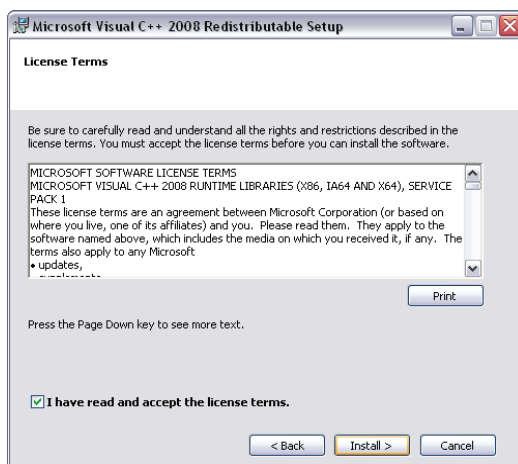 Microsoft Visual C++ 2008 Redistributable Setup
License Terms
Be sure to carefully read and understand all the rights and restrictions described in the
license terms. You must accept the license terms before you can install the software.
MICROSOFT SOFTWARE LICENSE TERMS
MICROSOFT VISUAL C++ 2008 RUNTIME LIBRARIES (X86, IA64 AND X64), SERVICE
PACK 1
These license terms are an agreement between Microsoft Corporation (or based on
where you live, one of its affiliates) and you. Please read them. They apply to the
software named above, which includes the media on which you received it, if any. The
terms also apply to any Microsoft
• updates,
Print
Press the Page Down key to see more text.
I have read and accept the license terms.
< Back
Install >
Cancel